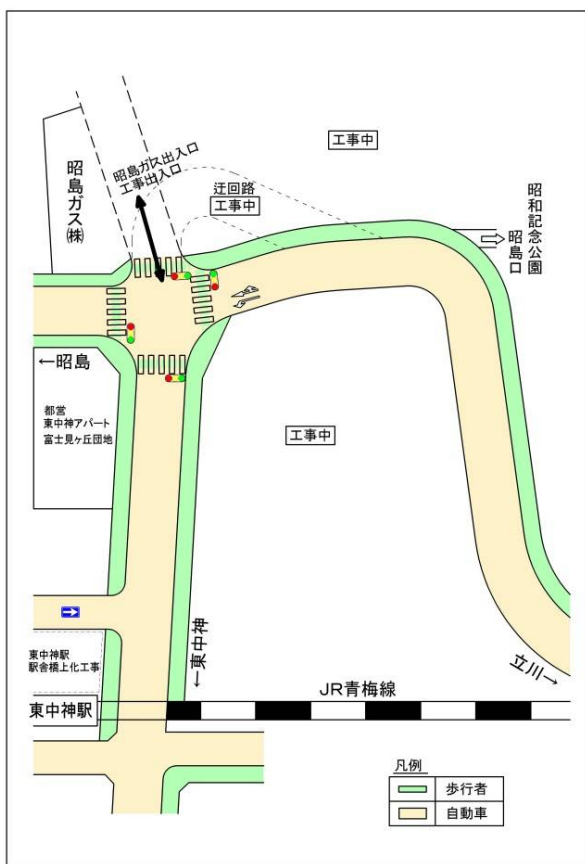 工事中
昭島ガス出入口
工事出入口
迂回路
工事中
昭島ガス㈱
昭和記念公園
昭島口
←昭島
都営
東中神アパート
富士見ヶ丘団地
工事中
東中神駅
駅舎橋上化工事
←東中神
立川→
JR青梅線
東中神駅
凡例
歩行者
自動車